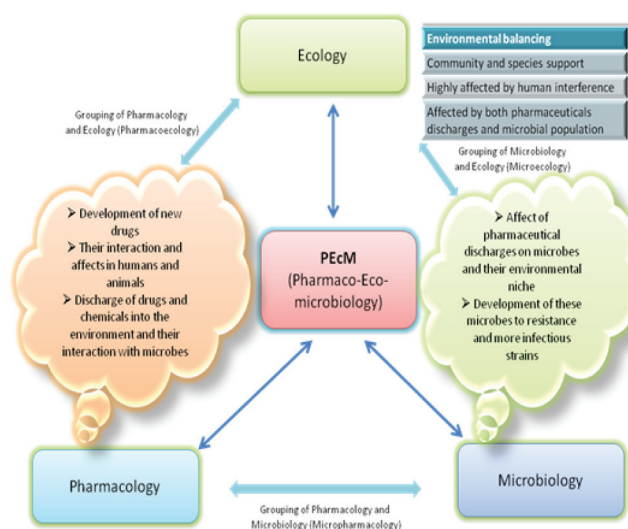 Ecology
Environmental balancing
Community and species support
Highly affected by human interference
Affected by both pharmaceuticals
discharges and microbial population
Grouping of Pharmacology
and Ecology (Pharmacoecology)
Grouping of Microbiology
and Ecology (Microecology)
➢ Development of new
drugs
➢ Their interaction and
affects in humans and
animals
➢ Discharge of drugs and
chemicals into the
environment and their
interaction with microbes
PEcM
(Pharmaco-Eco-
microbiology)
➢ Affect of
pharmaceutical
discharges on microbes
and their environmental
niche
➢ Development of these
microbes to resistance
and more infectious
strains
Pharmacology
Microbiology
Grouping of Pharmacology and
Microbiology (Micropharmacology)